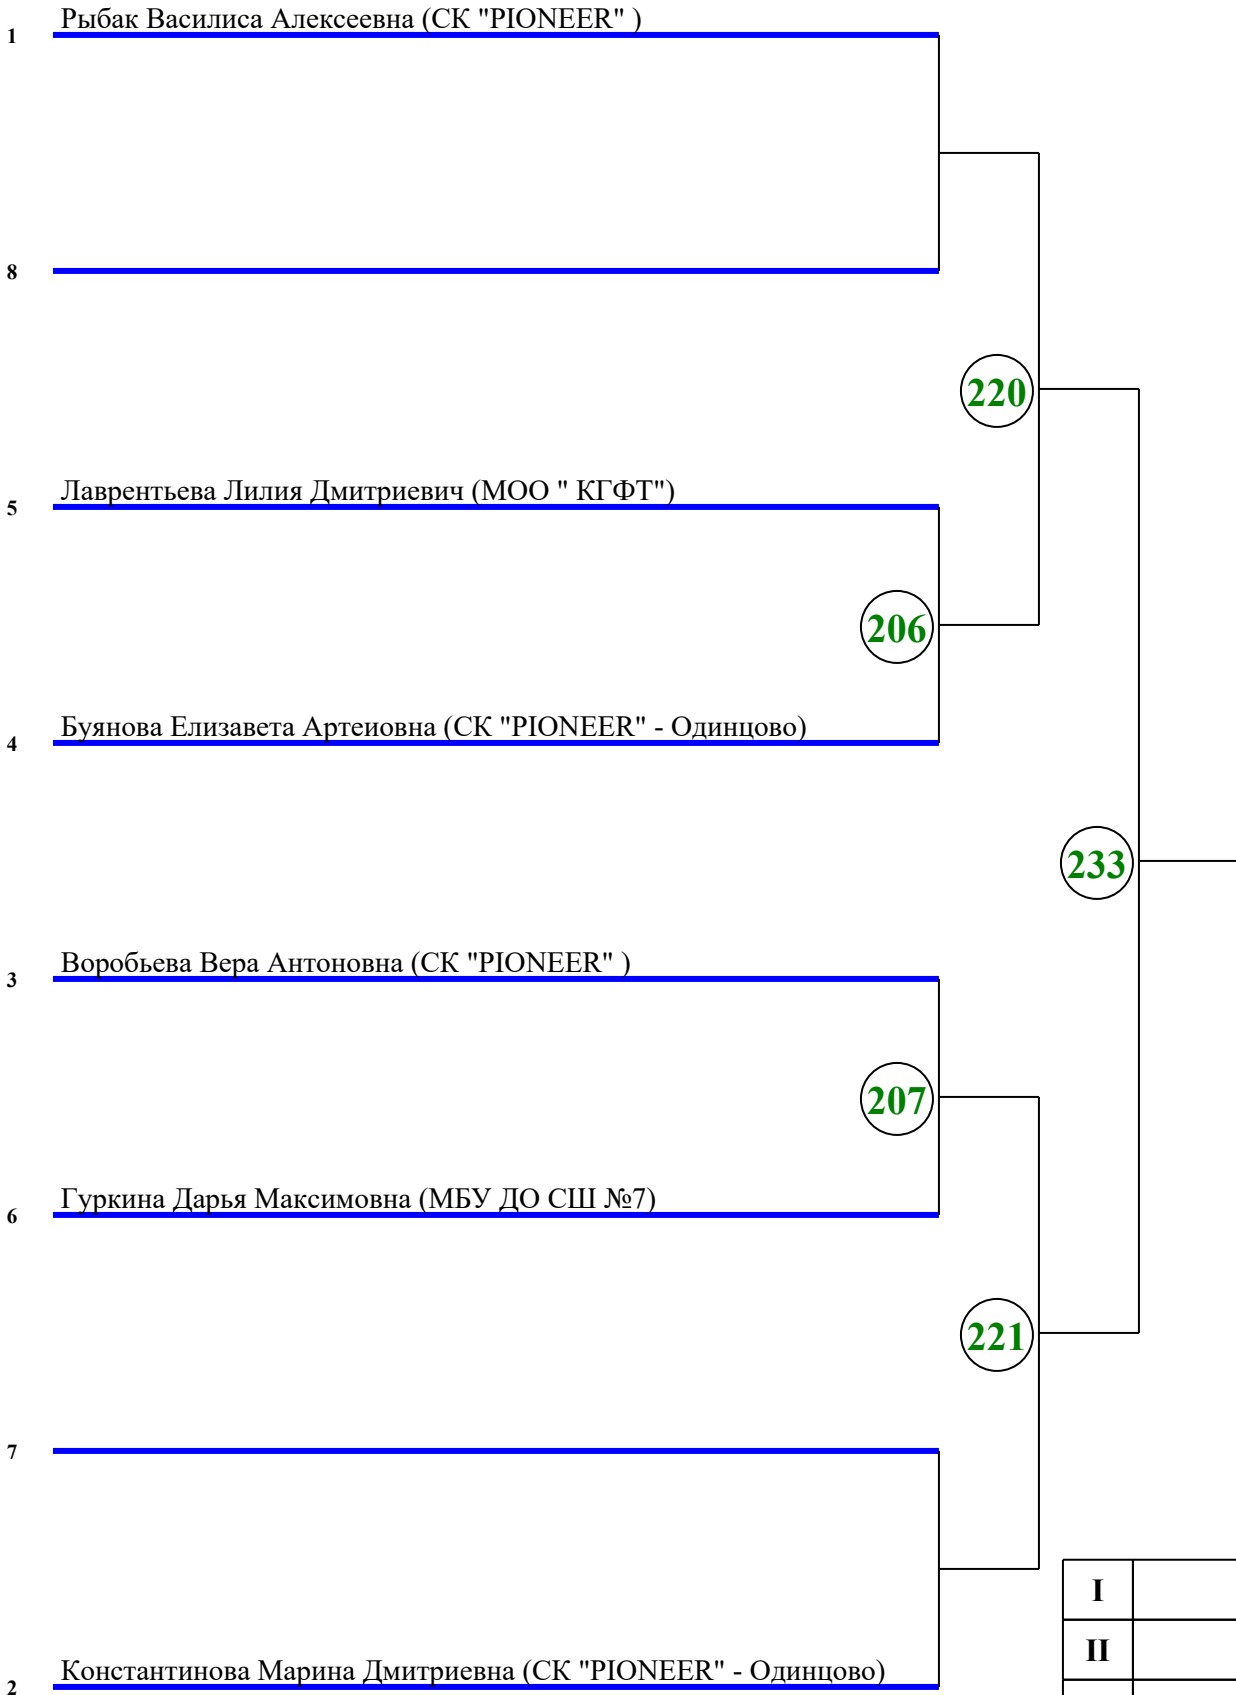 Рыбак Василиса Алексеевна (СК "PIONEER" )
1
8
220
Лаврентьева Лилия Дмитриевич (МОО " КГФТ")
5
206
Буянова Елизавета Артеиовна (СК "PIONEER" - Одинцово)
4
233
Воробьева Вера Антоновна (СК "PIONEER" )
3
207
Гуркина Дарья Максимовна (МБУ ДО СШ №7)
6
221
7
I
II
Константинова Марина Дмитриевна (СК "PIONEER" - Одинцово)
2